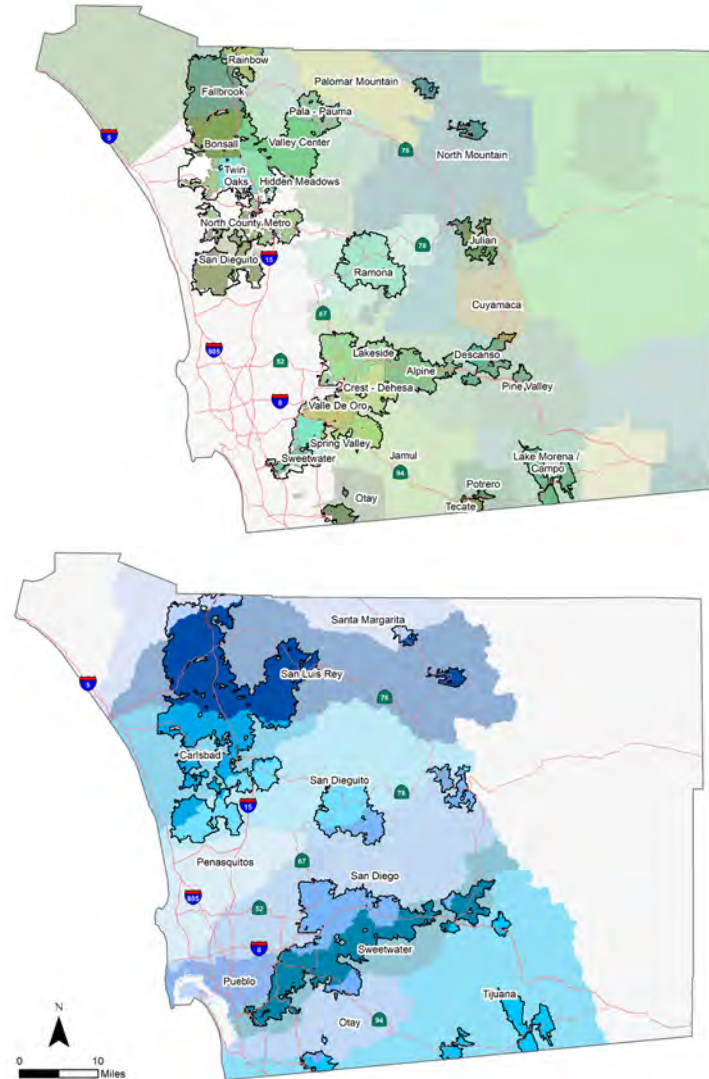 Rainbow
Palomar Mountain
Fallbrook
Pala - Pauma
5
Bonsall
Valley Center
76
North Mountain
Twin
Oaks
Hidden Meadows
North County Metro
Julian
78
San Dieguito
15
Ramona
Cuyamaca
67
805
52
Lakeside
Descanso
Alpine
Crest - Dehesa
Pine Valley
8
Valle De Oro
Spring Valley
Sweetwater
Jamul
Lake Morena /
Campo
94
Potrero
Otay
Tecate
Santa Margarita
San Luis Rey
5
76
Carlsbad
San Dieguito
78
15
Penasquitos
67
San Diego
805
52
8
Sweetwater
Pueblo
Tijuana
N
Otay
94
0
10
Miles